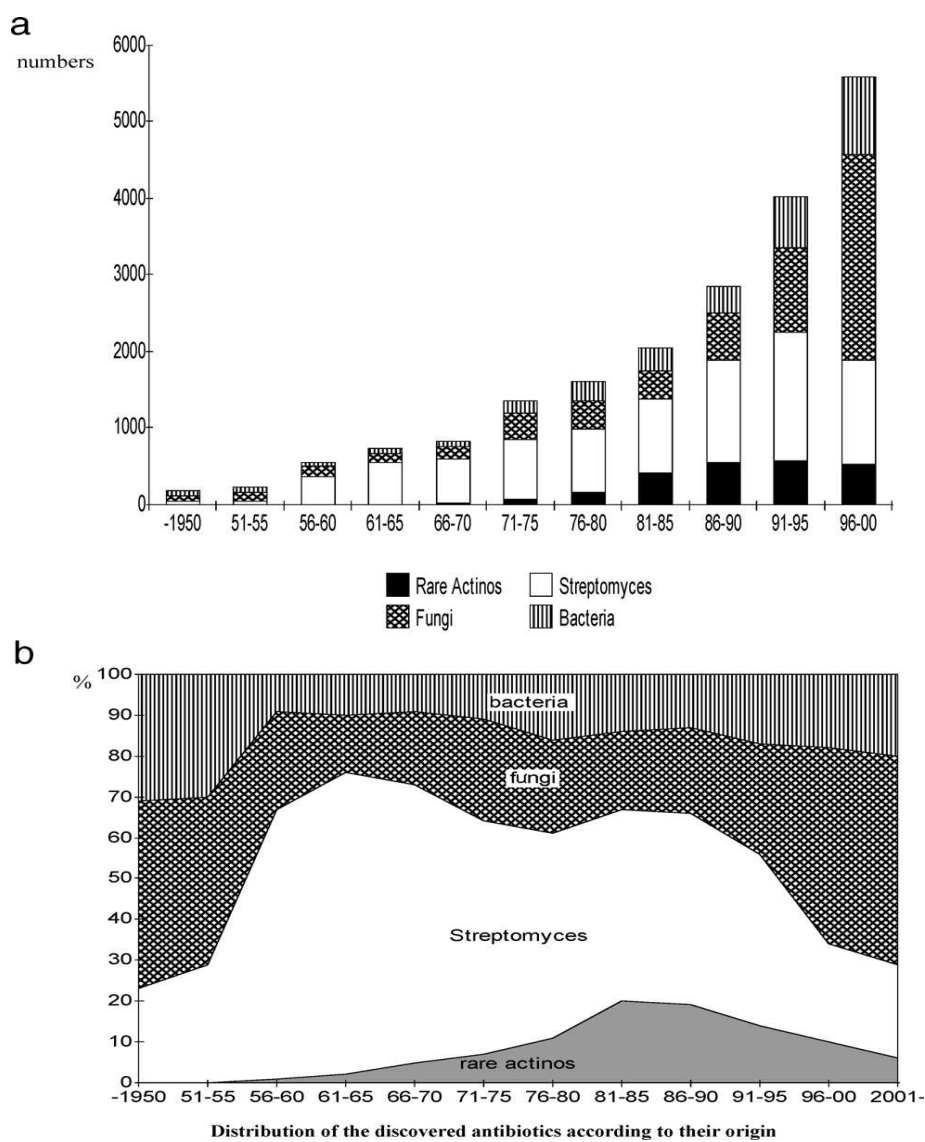 a
numbers
6000
5000
4000
3000
2000
1000
0
-1950 51-55 56-60 61-65 66-70 71-75 76-80 81-85 86-90 91-95 96-00
Rare Actinos Streptomyces
Fungi Bacteria
b
%
100
90
80
70
60
50
40
30
20
10
0
bacteria
fungi
Streptomyces
rare actinos
-1950 51-55 56-60 61-65 66-70 71-75 76-80 81-85 86-90 91-95 96-00 2001-
Distribution of the discovered antibiotics according to their origin